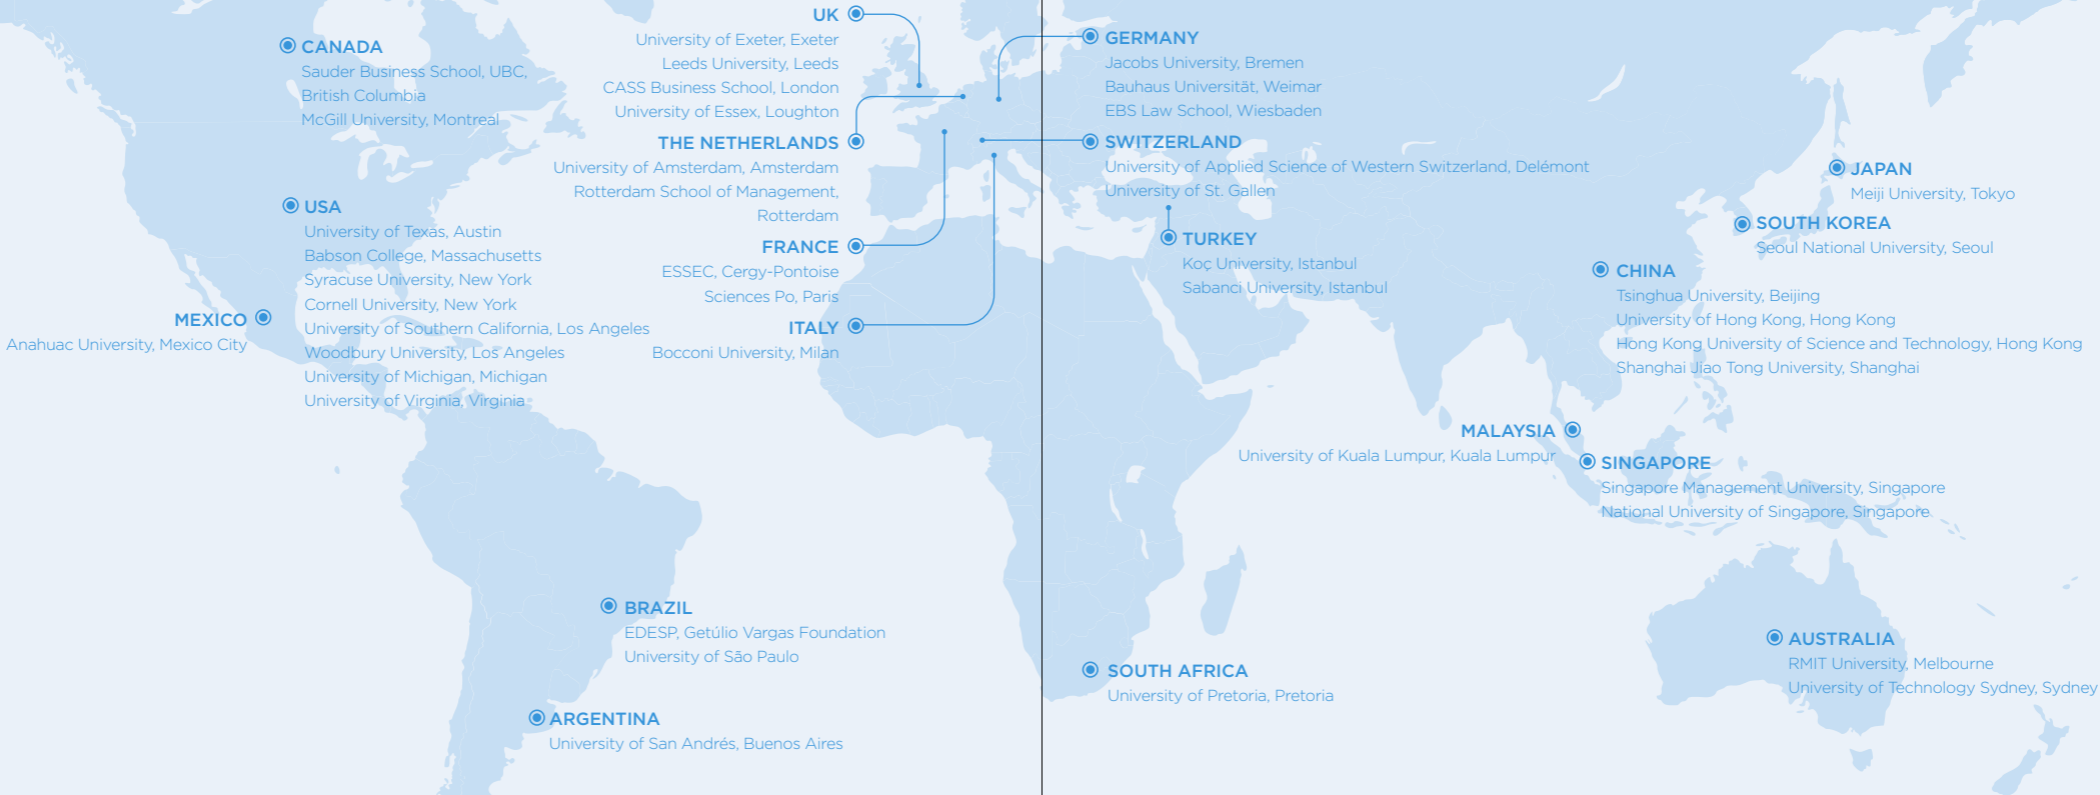 CANADA
Sauder Business School, UBC,
British Columbia
McGill University, Montreal
USA
University of Texas, Austin
Babson College, Massachusetts
Syracuse University, New York
Cornell University, New York
University of Southern California, Los Angeles
Woodbury University, Los Angeles
University of Michigan, Michigan
University of Virginia, Virginia
MEXICO
Anahuac University, Mexico City
UK
University of Exeter, Exeter
Leeds University, Leeds
CASS Business School, London
University of Essex, Loughton
THE NETHERLANDS
University of Amsterdam, Amsterdam
Rotterdam School of Management,
Rotterdam
FRANCE
ESSEC, Cergy-Pontoise
Sciences Po, Paris
ITALY
Bocconi University, Milan
BRAZIL
EDESP, Getúlio Vargas Foundation
University of São Paulo
ARGENTINA
University of San Andrés, Buenos Aires
GERMANY
Jacobs University, Bremen
Bauhaus Universität, Weimar
EBS Law School, Wiesbaden
SWITZERLAND
University of Applied Science of Western Switzerland, Delémont
University of St. Gallen
TURKEY
Koç University, Istanbul
Sabanci University, Istanbul
JAPAN
Meiji University, Tokyo
SOUTH KOREA
Seoul National University, Seoul
CHINA
Tsinghua University, Beijing
University of Hong Kong, Hong Kong
Hong Kong University of Science and Technology, Hong Kong
Shanghai Jiao Tong University, Shanghai
MALAYSIA
University of Kuala Lumpur, Kuala Lumpur
SINGAPORE
Singapore Management University, Singapore
National University of Singapore, Singapore
SOUTH AFRICA
University of Pretoria, Pretoria
AUSTRALIA
RMIT University, Melbourne
University of Technology Sydney, Sydney